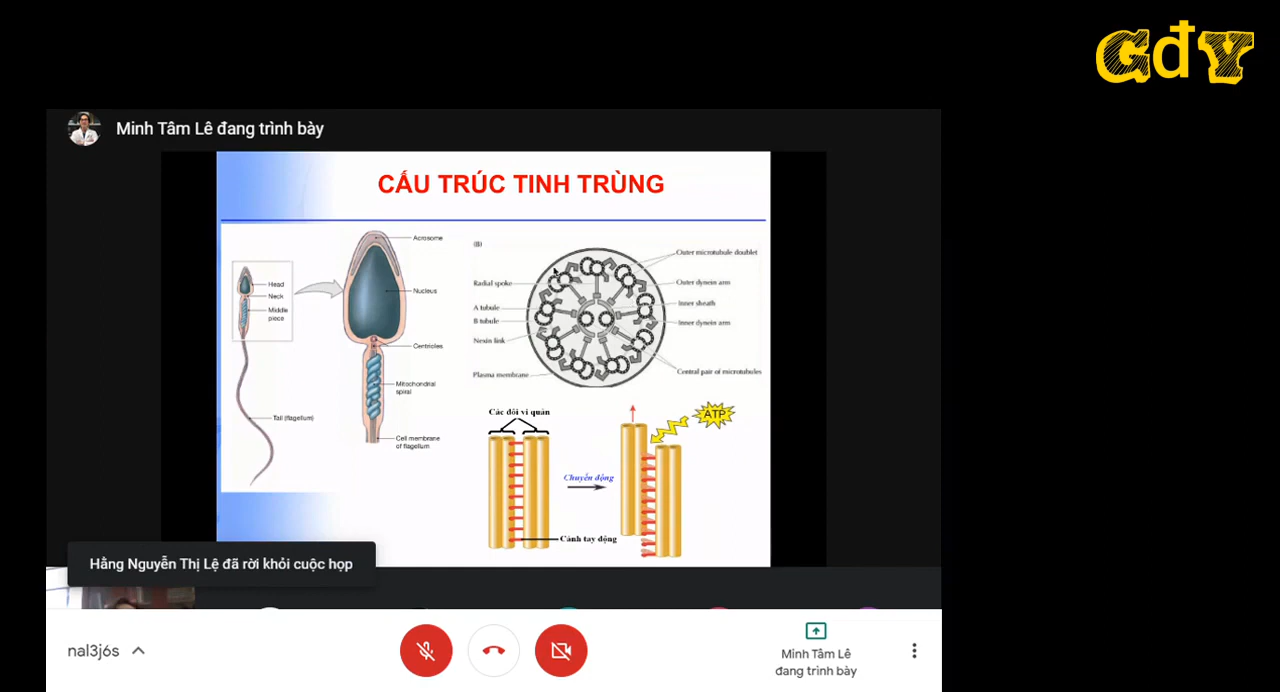 GđY
Minh Tâm Lê đang trình bày
CẤU TRÚC TINH TRÙNG
Acrosome
Head
Neck
Middle
piece
Nucleus
Centricles
Mitochondrial
spiral
Tail (flagellum)
Cell membrane
of flagellum
(B)
Outer microtubule doublet
Radial spoke
Outer dynein arm
A tubule
Inner sheath
B tubule
Inner dynein arm
Nexin link
Plasma membrane
Central pair of microtubules
Các đôi vi quản
ATP
Chuyển động
Cánh tay động
Hằng Nguyễn Thị Lệ đã rời khỏi cuộc họp
nal3j6s
Minh Tâm Lê
đang trình bày